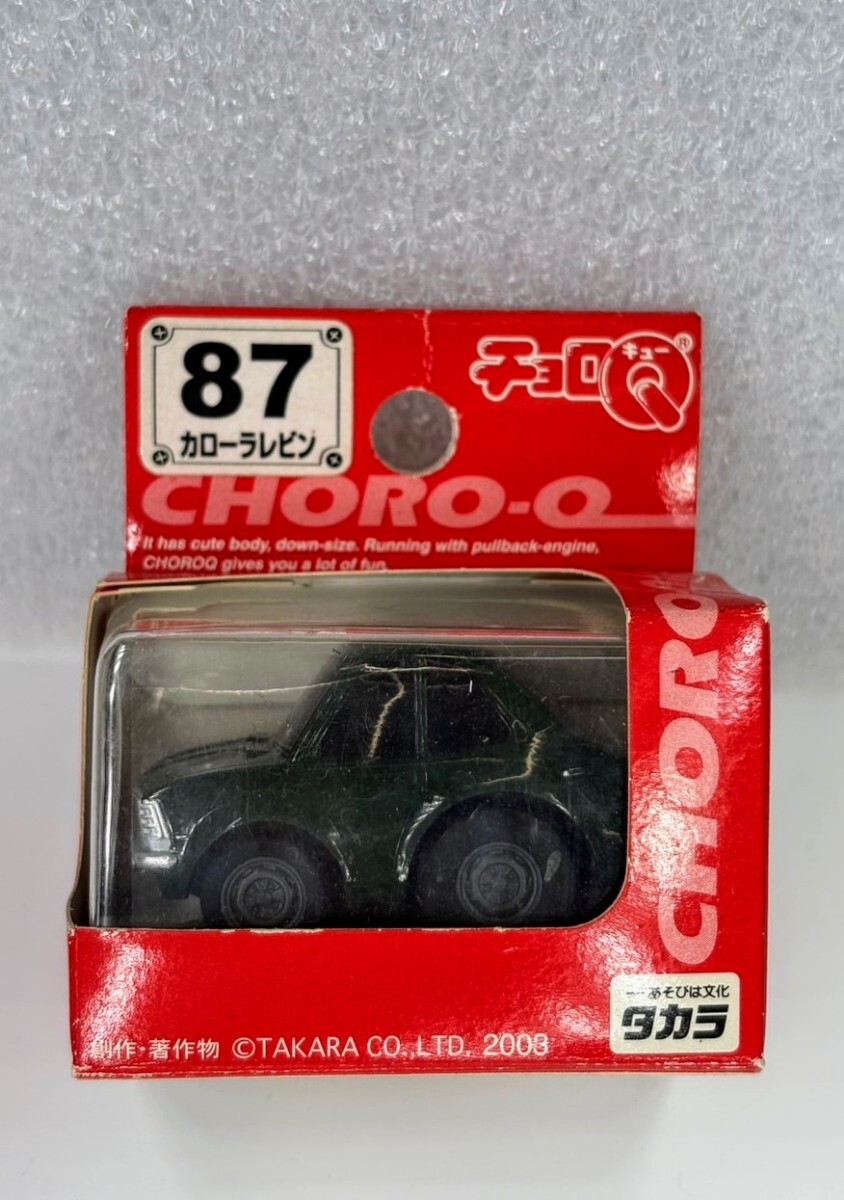 87
カローラレビン
チョロQ
キュー
®
CHORO-Q
It has cute body, down-size. Running with pullback-engine,
CHOROQ gives you a lot of fun.
CHORO
ーあそびは文化
タカラ
創作・著作物 ©TAKARA CO.,LTD. 2003